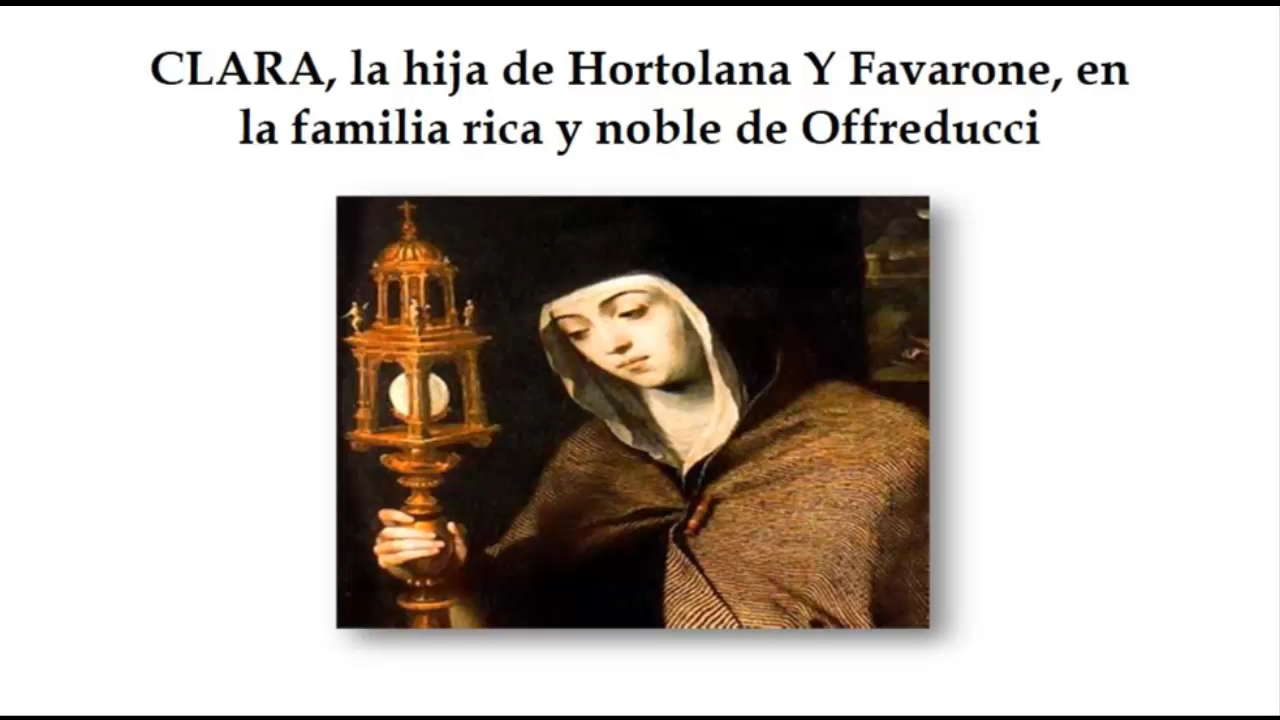 CLARA, la hija de Hortolana Y Favarone, en
la familia rica y noble de Offreducci